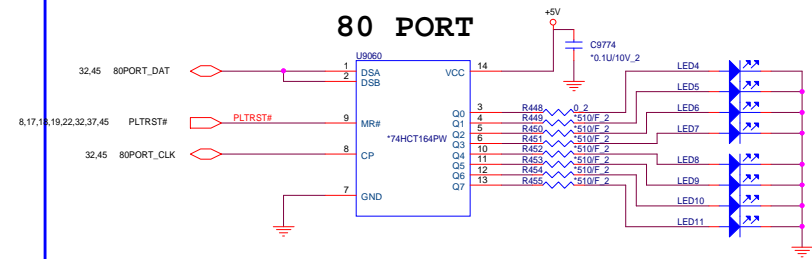 80 PORT
+5V
C9774
*0.1U/10V_2
U9060
32,45 80PORT_DAT
1 DSA
2 DSB
VCC 14
8,17,18,19,22,32,37,45 PLTRST# PLTRST#
9 MR#
32,45 80PORT_CLK
8 CP
7 GND
*74HCT164PW
Q0 3 R448 0_2 LED4
Q1 4 R449 *510/F_2 LED5
Q2 5 R450 *510/F_2 LED6
Q3 6 R451 *510/F_2 LED7
Q4 10 R452 *510/F_2 LED8
Q5 11 R453 *510/F_2 LED9
Q6 12 R454 *510/F_2 LED10
Q7 13 R455 *510/F_2 LED11